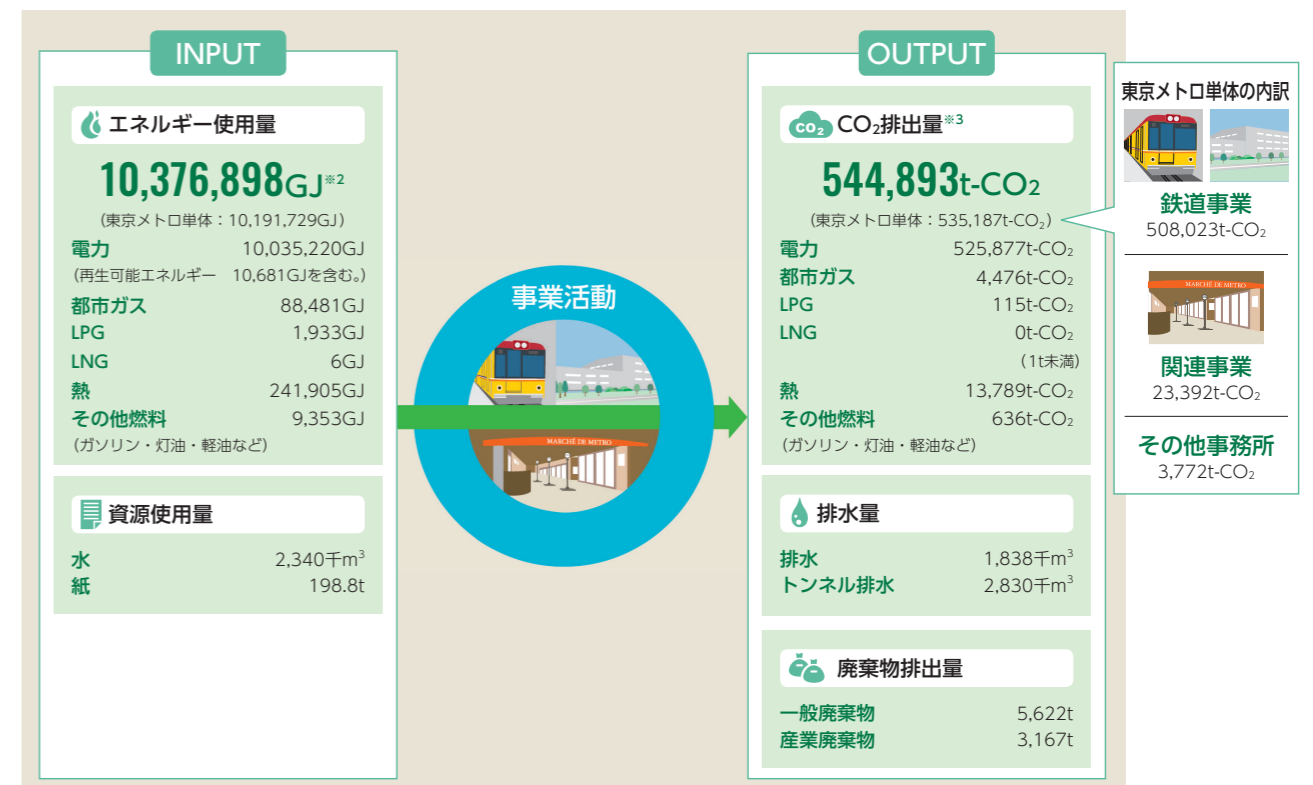 INPUT
エネルギー使用量
10,376,898GJ※2
(東京メトロ単体：10,191,729GJ)
電力 10,035,220GJ
(再生可能エネルギー 10,681GJを含む。)
都市ガス 88,481GJ
LPG 1,933GJ
LNG 6GJ
熱 241,905GJ
その他燃料 9,353GJ
(ガソリン・灯油・軽油など)
資源使用量
水 2,340千m³
紙 198.8t
事業活動
MARCHÉ DE METRO
OUTPUT
CO₂ CO₂排出量※3
544,893t-CO₂
(東京メトロ単体：535,187t-CO₂)
電力 525,877t-CO₂
都市ガス 4,476t-CO₂
LPG 115t-CO₂
LNG 0t-CO₂
(1t未満)
熱 13,789t-CO₂
その他燃料 636t-CO₂
(ガソリン・灯油・軽油など)
排水量
排水 1,838千m³
トンネル排水 2,830千m³
廃棄物排出量
一般廃棄物 5,622t
産業廃棄物 3,167t
東京メトロ単体の内訳
鉄道事業
508,023t-CO₂
MARCHÉ DE METRO
関連事業
23,392t-CO₂
その他事務所
3,772t-CO₂